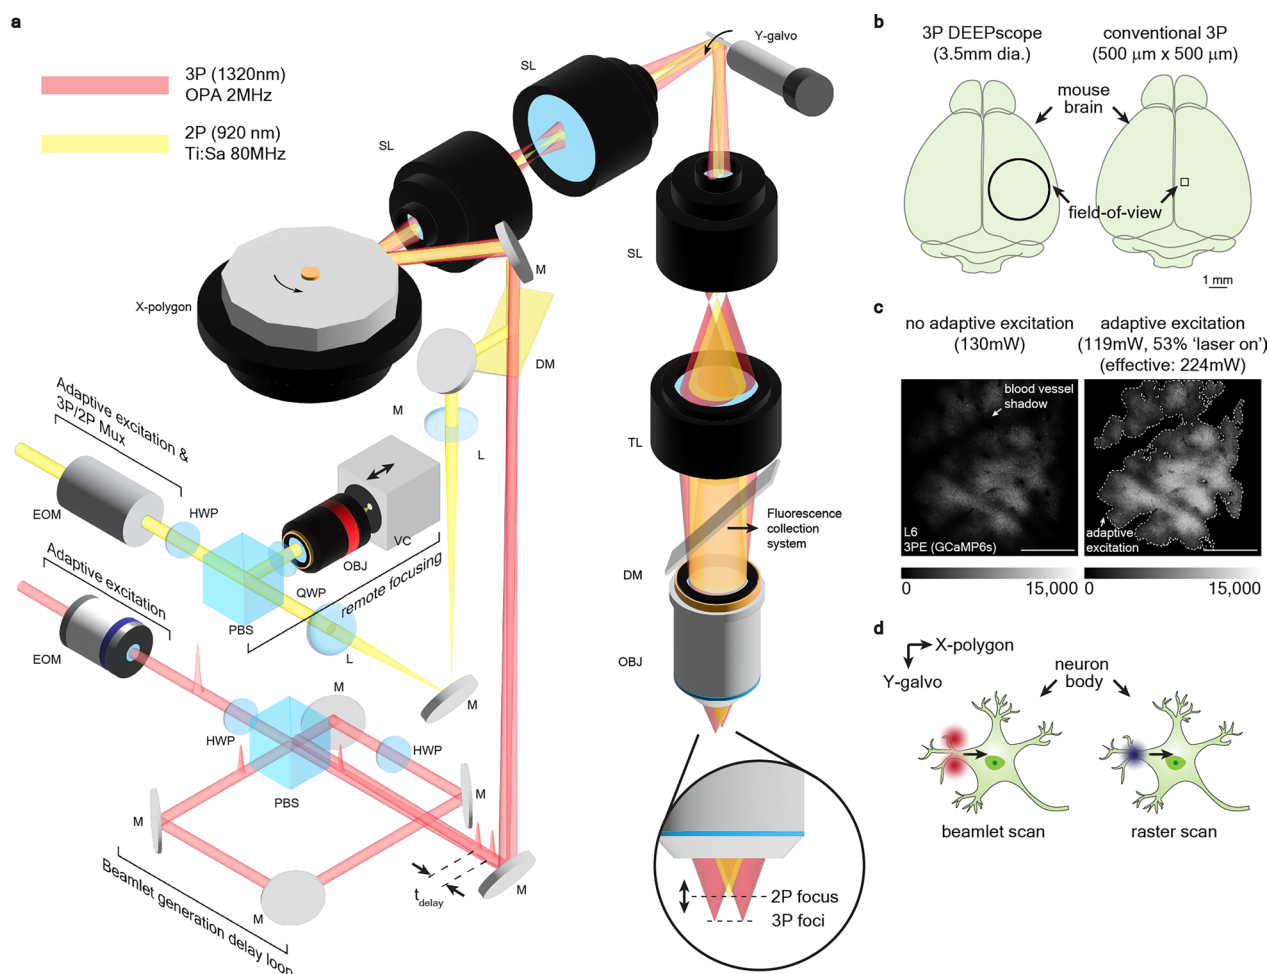 a
3P (1320nm)
OPA 2MHz
2P (920 nm)
Ti:Sa 80MHz
SL
Y-galvo
SL
SL
M
X-polygon
DM
M
L
TL
Adaptive excitation &
3P/2P Mux
EOM
HWP
OBJ
VC
QWP
PBS
remote focusing
L
M
Fluorescence
collection
system
DM
OBJ
Adaptive excitation
EOM
HWP
M
HWP
PBS
M
M
M
M
t delay
Beamlet generation delay loop
2P focus
3P foci
b
3P DEEPscope
(3.5mm dia.)
conventional 3P
(500 µm x 500 µm)
mouse
brain
field-of-view
1 mm
c
no adaptive excitation
(130mW)
adaptive excitation
(119mW, 53% ‘laser on’)
(effective: 224mW)
blood vessel
shadow
L6
3PE (GCaMP6s)
adaptive
excitation
0 15,000
0 15,000
d
X-polygon
Y-galvo
neuron
body
beamlet scan
raster scan